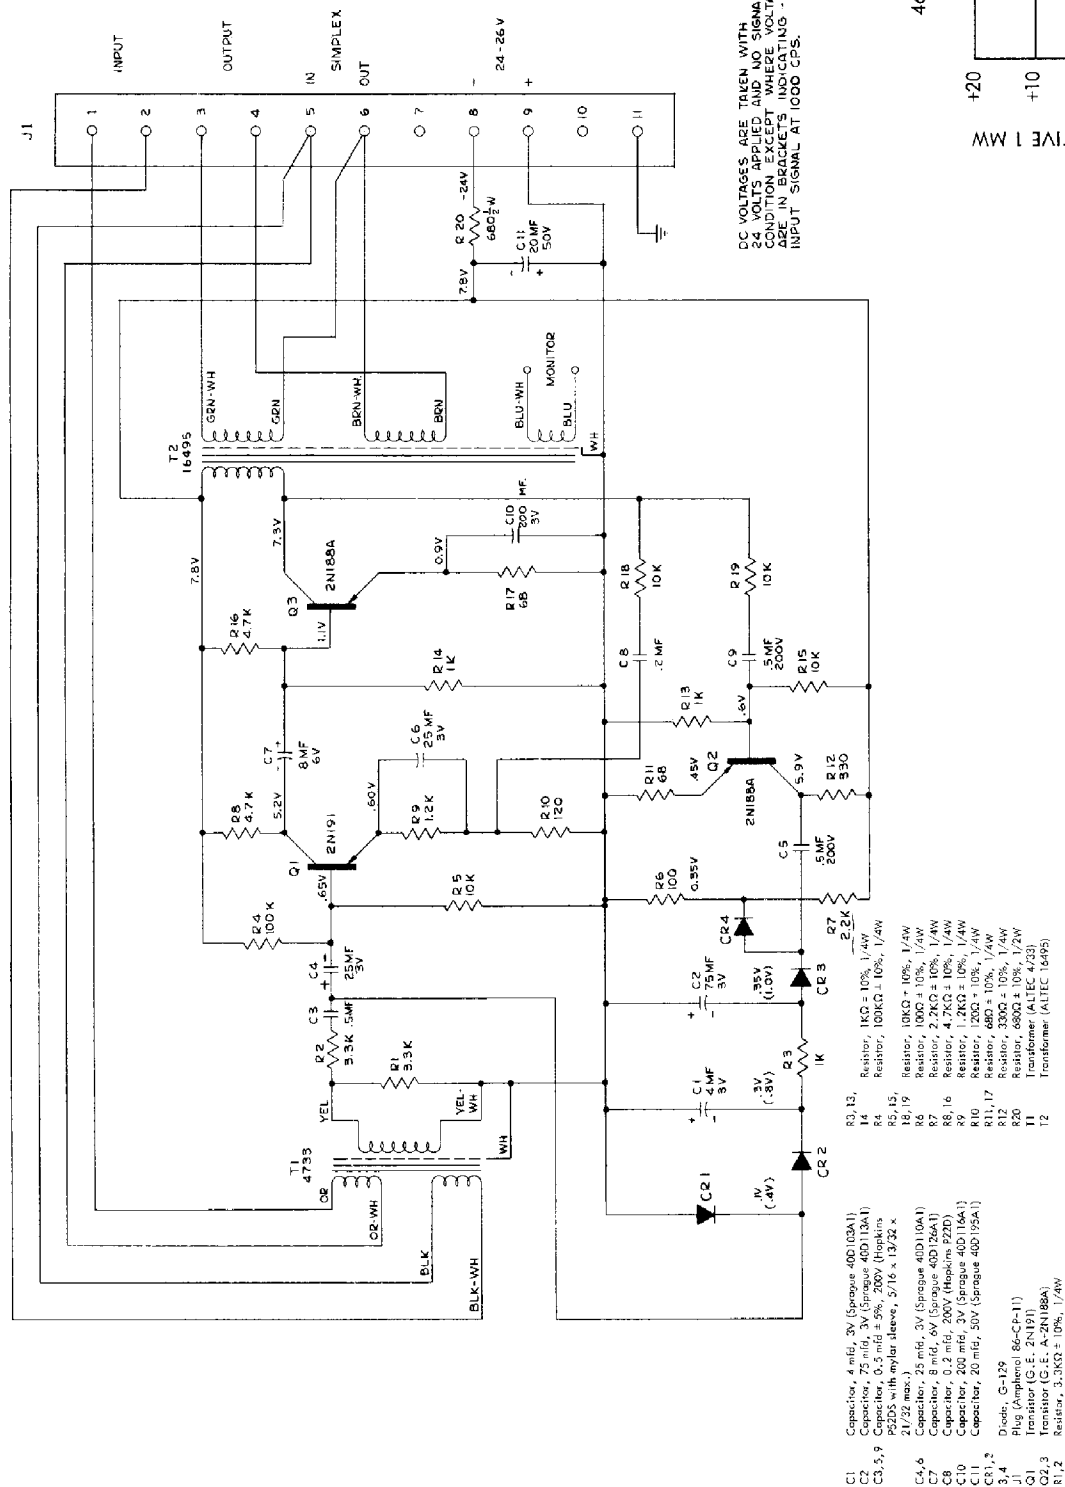 J1
INPUT
OUTPUT
IN
SIMPLEX
OUT
- 24-26V
+
1
2
3
4
5
6
7
8
9
10
11
T2
16495
GRN-WH
GRN
BRN-WH.
BRN
BLU-WH
MONITOR
BLU
WH
R 20
680 ½W
-24V
7.8V
C11
20 MF
50V
DC VOLTAGES ARE TAKEN WITH
24 VOLTS APPLIED AND NO SIGNA
CONDITION EXCEPT WHERE VOLTA
ARE IN BRACKETS INDICATING -
INPUT SIGNAL AT 1000 CPS.
46
+20
+10
IVE 1 MW
7.8V
7.3V
R16
4.7K
Q3
2N188A
1.1V
0.9V
C10
200 MF.
3V
R17
68
R14
1K
C7
8MF
6V
R8
4.7K
5.2V
Q1
2N191
.65V
.60V
C6
25 MF
3V
R9
1.2K
R10
120
R4
100K
R5
10K
C4
25MF
3V
C3
.5MF
R2
3.3K
R1
3.3K
T1
4733
YEL
YEL-
WH
WH
OR
OR-WH
BLK
BLK-WH
R18
10K
C8
.2MF
R19
10K
C9
.5MF
200V
R15
10K
R13
1K
.6V
Q2
2N188A
R11
68
.45V
5.9V
R12
330
C5
.5MF
200V
R6
100
0.35V
R7
2.2K
CR4
CR3
C2
75MF
3V
.35V
(1.0V)
R3
1K
C1
4MF
3V
.3V
(.8V)
CR2
CR1
.1V
(.4V)
C1 Capacitor, 4 mfd, 3V (Sprague 40D103A1)
C2 Capacitor, 75 mfd, 3V (Sprague 40D113A1)
C3,5,9 Capacitor, 0.5 mfd ± 5%, 200V (Hopkins
P52DS with mylar sleeve, 5/16 x 13/32 x
21/32 max.)
C4,6 Capacitor, 25 mfd, 3V (Sprague 40D110A1)
C7 Capacitor, 8 mfd, 6V (Sprague 40D126A1)
C8 Capacitor, 0.2 mfd, 200V (Hopkins P22D)
C10 Capacitor, 200 mfd, 3V (Sprague 40D116A1)
C11 Capacitor, 20 mfd, 50V (Sprague 40D195A1)
CR1,2
3,4 Diode, G-129
J1 Plug (Amphenol 86-CP-11)
Q1 Transistor (G.E. 2N191)
Q2,3 Transistor (G.E. A-2N188A)
R1,2 Resistor, 3.3KΩ ± 10%, 1/4W
R3,13,
14 Resistor, 1KΩ ± 10%, 1/4W
R4 Resistor, 100KΩ ± 10%, 1/4W
R5,15,
18,19 Resistor, 10KΩ ± 10%, 1/4W
R6 Resistor, 100Ω ± 10%, 1/4W
R7 Resistor, 2.2KΩ ± 10%, 1/4W
R8,16 Resistor, 4.7KΩ ± 10%, 1/4W
R9 Resistor, 1.2KΩ ± 10%, 1/4W
R10 Resistor, 120Ω ± 10%, 1/4W
R11,17 Resistor, 68Ω ± 10%, 1/4W
R12 Resistor, 330Ω ± 10%, 1/4W
R20 Resistor, 680Ω ± 10%, 1/2W
T1 Transformer (ALTEC 4733)
T2 Transformer (ALTEC 16495)